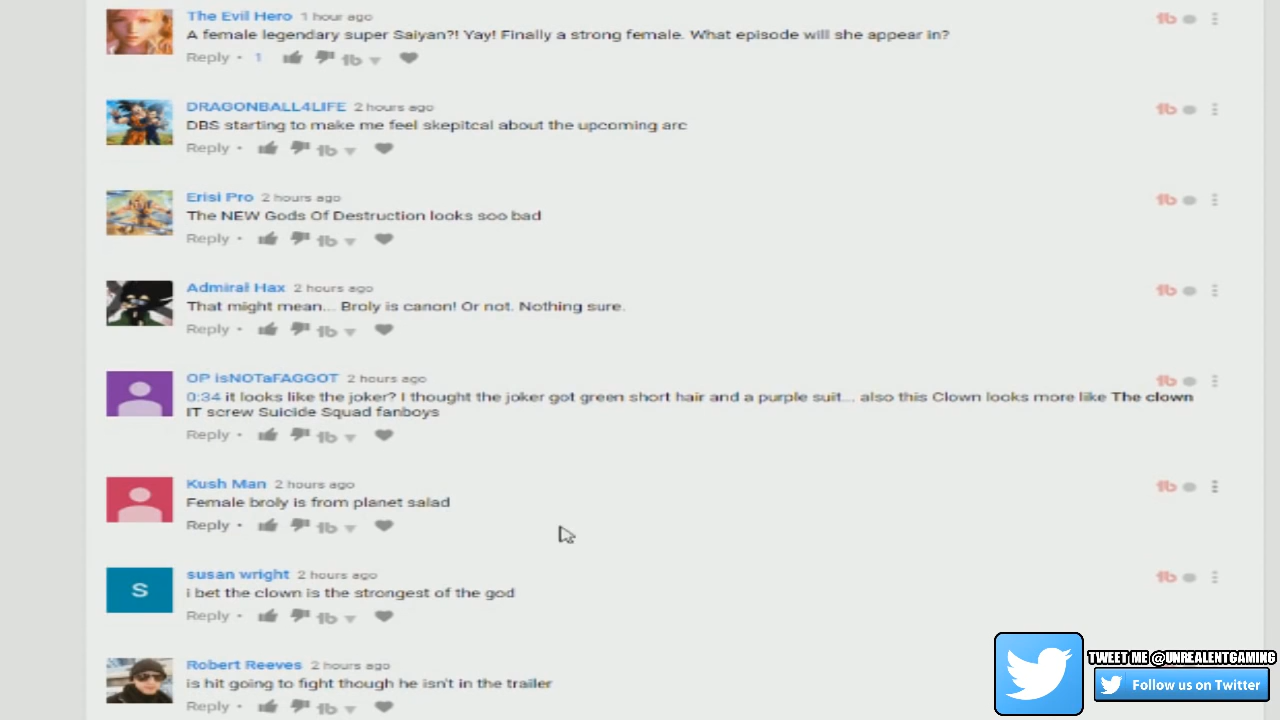 The Evil Hero 1 hour ago
A female legendary super Saiyan?! Yay! Finally a strong female. What episode will she appear in?
Reply • 1
DRAGONBALL4LIFE 2 hours ago
DBS starting to make me feel skepitcal about the upcoming arc
Reply •
Erisi Pro 2 hours ago
The NEW Gods Of Destruction looks soo bad
Reply •
Admiral Hax 2 hours ago
That might mean... Broly is canon! Or not. Nothing sure.
Reply •
OP isNOTaFAGGOT 2 hours ago
0:34 it looks like the joker? I thought the joker got green short hair and a purple suit... also this Clown looks more like The clown
IT screw Suicide Squad fanboys
Reply •
Kush Man 2 hours ago
Female broly is from planet salad
Reply •
susan wright 2 hours ago
S
i bet the clown is the strongest of the god
Reply •
Robert Reeves 2 hours ago
is hit going to fight though he isn't in the trailer
Reply •
TWEET ME @UNREALENTGAMING
Follow us on Twitter